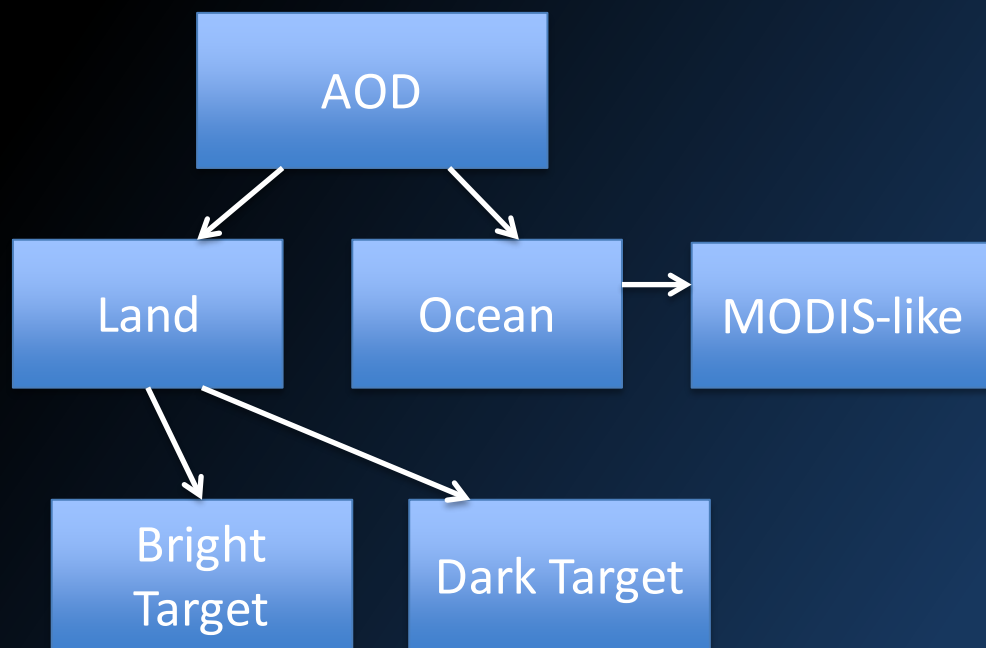 AOD
Land
Ocean
MODIS-like
Bright
Target
Dark Target